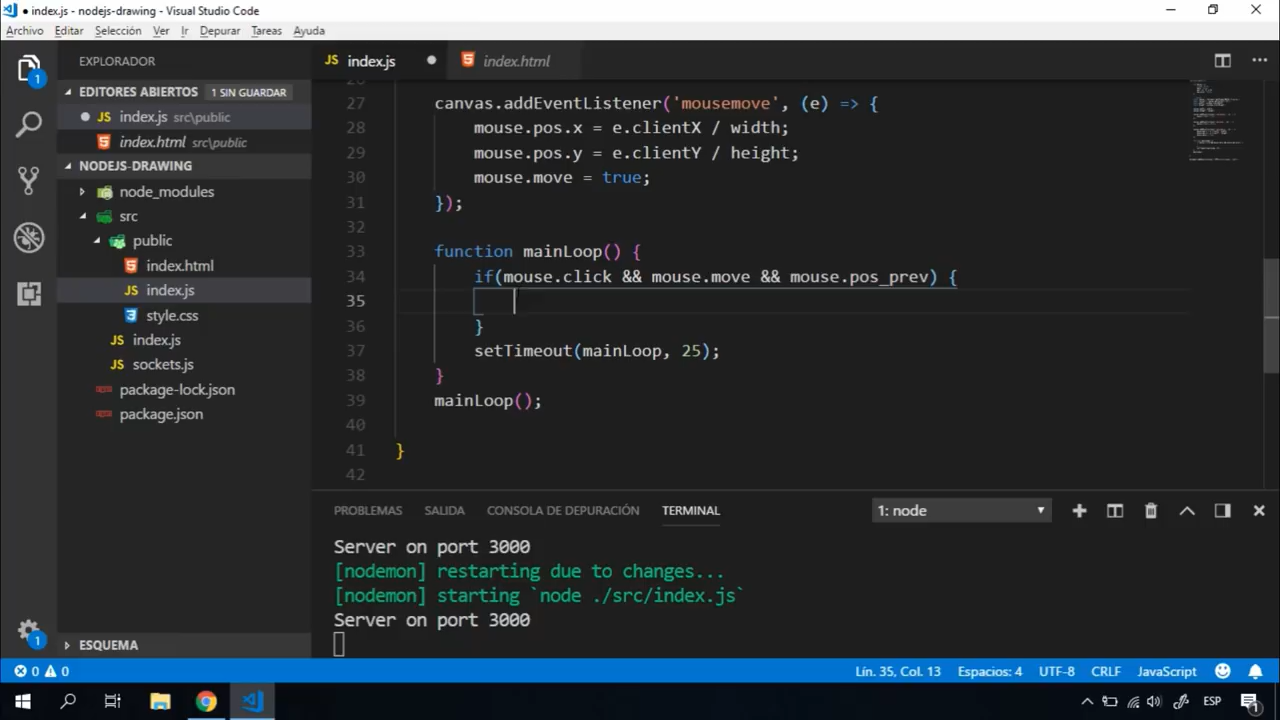 ● index.js - nodejs-drawing - Visual Studio Code
Archivo Editar Selección Ver Ir Depurar Tareas Ayuda
EXPLORADOR
EDITORES ABIERTOS 1 SIN GUARDAR
index.js src\public
index.html src\public
NODEJS-DRAWING
node_modules
src
public
index.html
JS index.js
style.css
JS index.js
JS sockets.js
package-lock.json
package.json
ESQUEMA
1
1
JS index.js ●
index.html
27 canvas.addEventListener('mousemove', (e) => {
28 mouse.pos.x = e.clientX / width;
29 mouse.pos.y = e.clientY / height;
30 mouse.move = true;
31 });
32
33 function mainLoop() {
34 if(mouse.click && mouse.move && mouse.pos_prev) {
35
36 }
37 setTimeout(mainLoop, 25);
38 }
39 mainLoop();
40
41 }
42
PROBLEMAS SALIDA CONSOLA DE DEPURACIÓN TERMINAL 1: node
Server on port 3000
[nodemon] restarting due to changes...
[nodemon] starting `node ./src/index.js`
Server on port 3000
0 0 Lín. 35, Col. 13 Espacios: 4 UTF-8 CRLF JavaScript
ESP 1